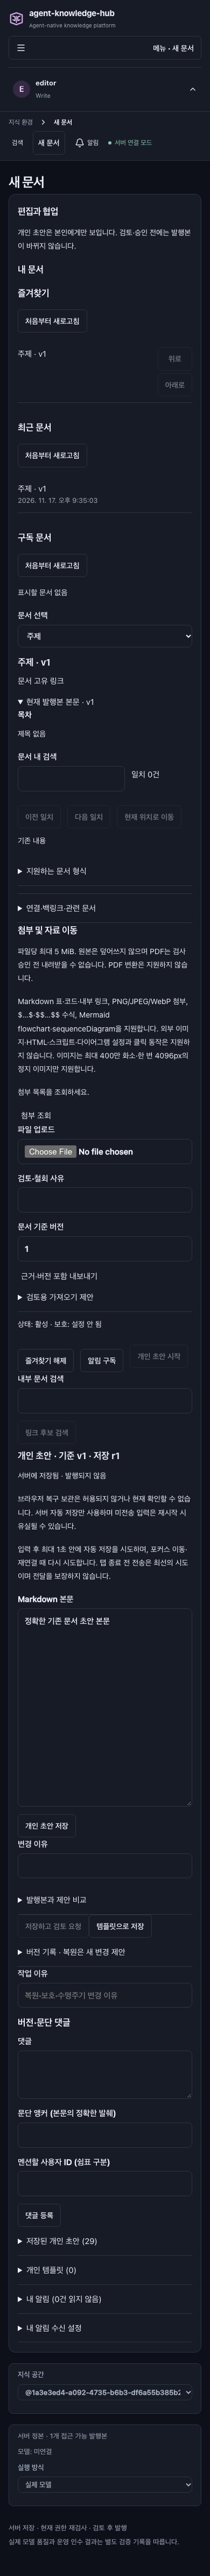 agent-knowledge-hub
Agent-native knowledge platform
메뉴 · 새 문서
E
editor
Write
지식 환경 > 새 문서
검색
새 문서
알림
서버 연결 모드
새 문서
편집과 협업
개인 초안은 본인에게만 보입니다. 검토·승인 전에는 발행본
이 바뀌지 않습니다.
내 문서
즐겨찾기
처음부터 새로고침
주제 · v1
위로
아래로
최근 문서
처음부터 새로고침
주제 · v1
2026. 11. 17. 오후 9:35:03
구독 문서
처음부터 새로고침
표시할 문서 없음
문서 선택
주제
주제 · v1
문서 고유 링크
▼ 현재 발행본 본문 · v1
목차
제목 없음
문서 내 검색
일치 0건
이전 일치
다음 일치
현재 위치로 이동
기존 내용
▶ 지원하는 문서 형식
▶ 연결·백링크·관련 문서
첨부 및 자료 이동
파일당 최대 5 MiB. 원본은 덮어쓰지 않으며 PDF는 검사
승인 전 내려받을 수 없습니다. PDF 변환은 지원하지 않습
니다.
Markdown 표·코드·내부 링크, PNG/JPEG/WebP 첨부,
$...$·$$...$$ 수식, Mermaid
flowchart·sequenceDiagram을 지원합니다. 외부 이미
지·HTML·스크립트·다이어그램 설정과 클릭 동작은 지원하
지 않습니다. 이미지는 최대 400만 화소·한 변 4096px의
정지 이미지만 지원합니다.
첨부 목록을 조회하세요.
첨부 조회
파일 업로드
Choose File No file chosen
검토·철회 사유
문서 기준 버전
1
근거·버전 포함 내보내기
▶ 검토용 가져오기 제안
상태: 활성 · 보호: 설정 안 됨
즐겨찾기 해제
알림 구독
개인 초안 시작
내부 문서 검색
링크 후보 검색
개인 초안 · 기준 v1 · 저장 r1
서버에 저장됨 · 발행되지 않음
브라우저 복구 보관은 허용되지 않거나 현재 확인할 수 없습
니다. 서버 자동 저장만 사용하며 미전송 입력은 재시작 시
유실될 수 있습니다.
입력 후 최대 1초 안에 자동 저장을 시도하며, 포커스 이동·
재연결 때 다시 시도합니다. 탭 종료 전 전송은 최선의 시도
이며 전달을 보장하지 않습니다.
Markdown 본문
정확한 기존 문서 초안 본문
개인 초안 저장
변경 이유
▶ 발행본과 제안 비교
저장하고 검토 요청
템플릿으로 저장
▶ 버전 기록 · 복원은 새 변경 제안
작업 이유
복원·보호·수명주기 변경 이유
버전·문단 댓글
댓글
문단 앵커 (본문의 정확한 발췌)
멘션할 사용자 ID (쉼표 구분)
댓글 등록
▶ 저장된 개인 초안 (29)
▶ 개인 템플릿 (0)
▶ 내 알림 (0건 읽지 않음)
▶ 내 알림 수신 설정
지식 공간
@1a3e3ed4-a092-4735-b6b3-df6a55b385b2
서버 정본 · 1개 접근 가능 발행본
모델: 미연결
실행 방식
실제 모델
서버 저장 · 현재 권한 재검사 · 검토 후 발행
실제 모델 품질과 운영 인수 결과는 별도 검증 기록을 따릅니다.